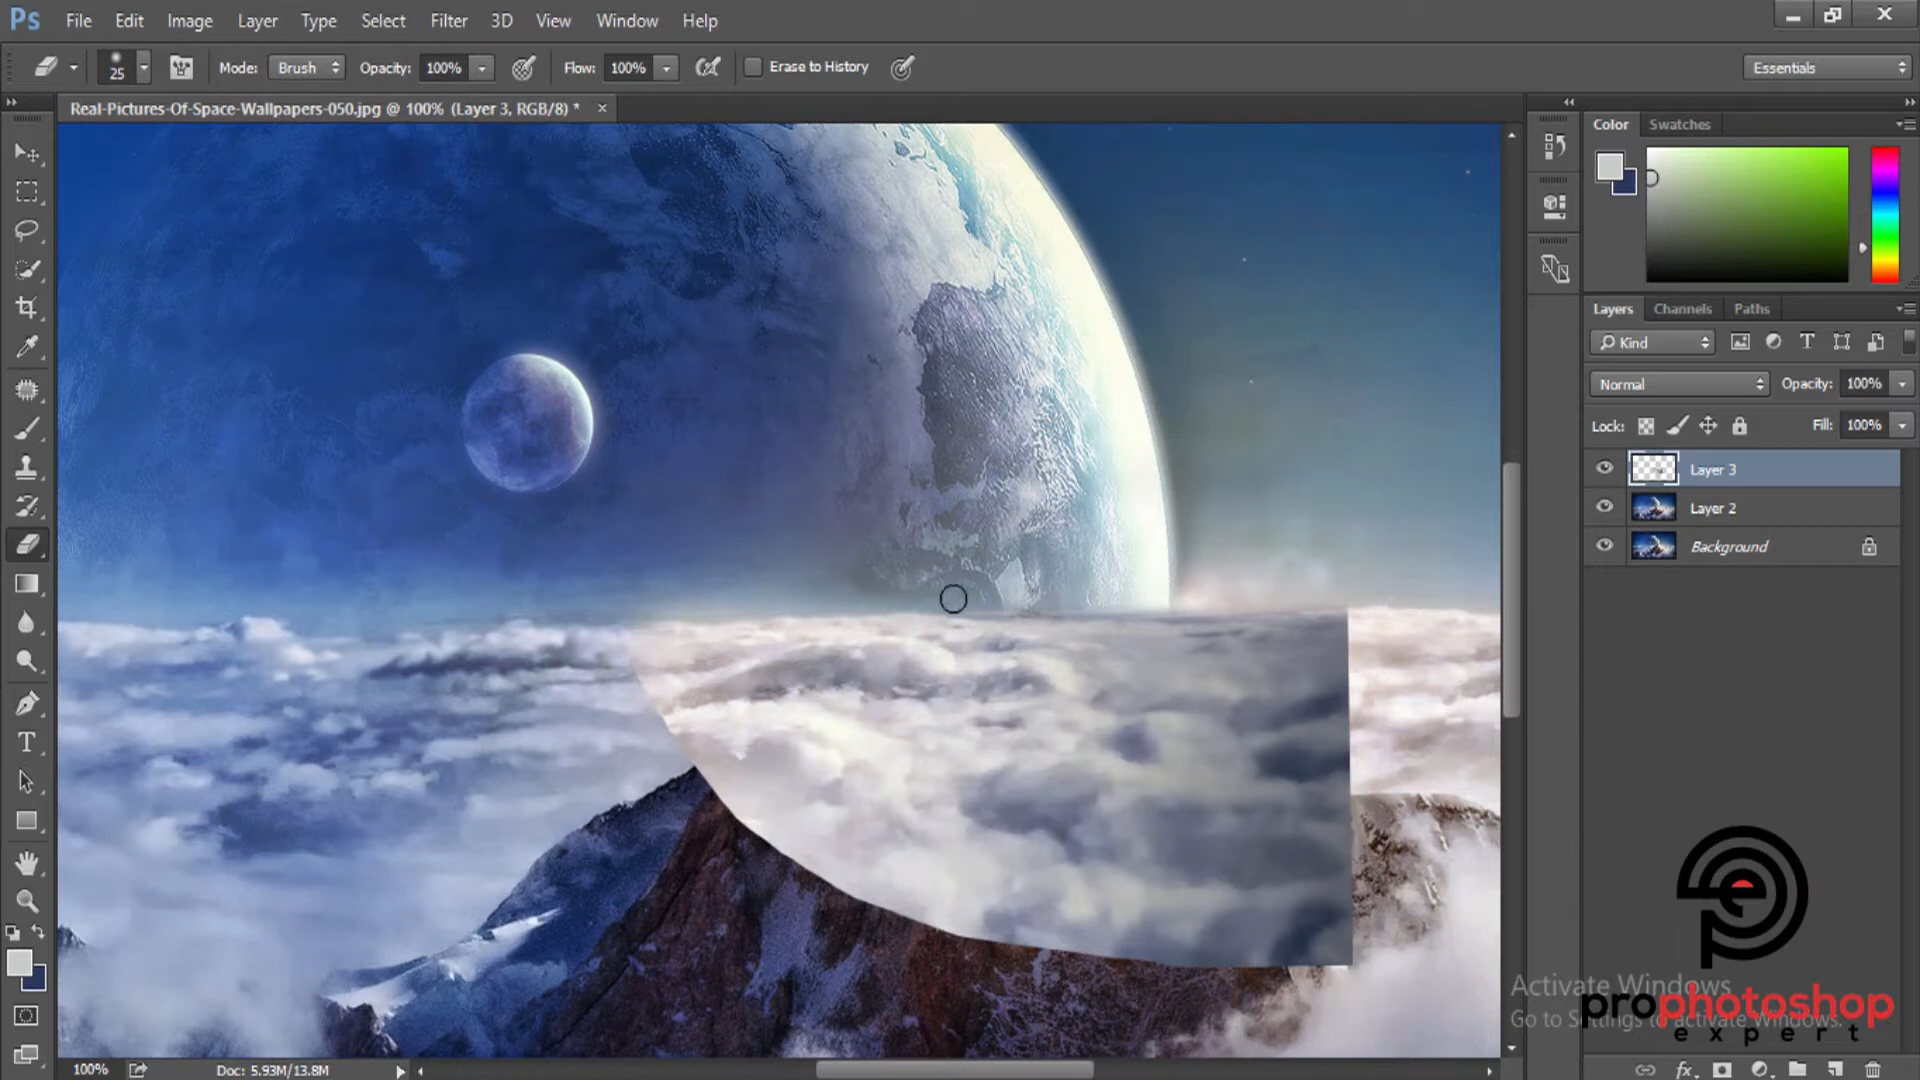 Ps File Edit Image Layer Type Select Filter 3D View Window Help
25 Mode: Brush Opacity: 100% Flow: 100% Erase to History Essentials
Real-Pictures-Of-Space-Wallpapers-050.jpg @ 100% (Layer 3, RGB/8) * ×
Color Swatches
Layers Channels Paths
Kind
Normal Opacity: 100%
Lock: Fill: 100%
Layer 3
Layer 2
Background
Activate Windows
Go to Settings to activate Windows.
prophotoshop
expert
100% Doc: 5.93M/13.8M